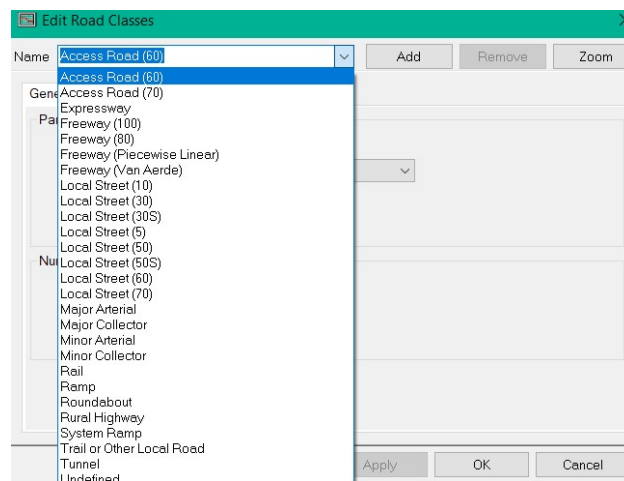 Edit Road Classes
Name Access Road (60) Add Remove Zoom
Access Road (60)
Access Road (70)
Expressway
Freeway (100)
Freeway (80)
Freeway (Piecewise Linear)
Freeway (Van Aerde)
Local Street (10)
Local Street (30)
Local Street (30S)
Local Street (5)
Local Street (50)
Local Street (50S)
Local Street (60)
Local Street (70)
Major Arterial
Major Collector
Minor Arterial
Minor Collector
Rail
Ramp
Roundabout
Rural Highway
System Ramp
Trail or Other Local Road
Tunnel
Undefined
Apply OK Cancel